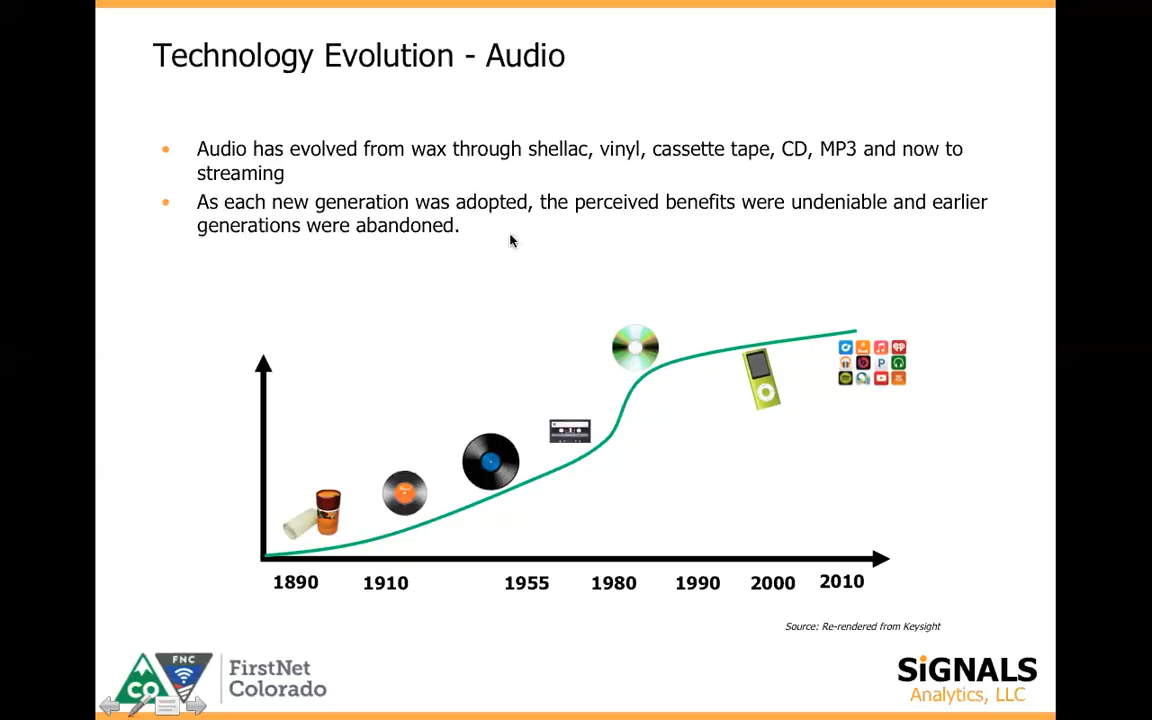 Technology Evolution - Audio
• Audio has evolved from wax through shellac, vinyl, cassette tape, CD, MP3 and now to
streaming
• As each new generation was adopted, the perceived benefits were undeniable and earlier
generations were abandoned.
1890 1910 1955 1980 1990 2000 2010
Source: Re-rendered from Keysight
FNC
CO
FirstNet
Colorado
SiGNALS
Analytics, LLC